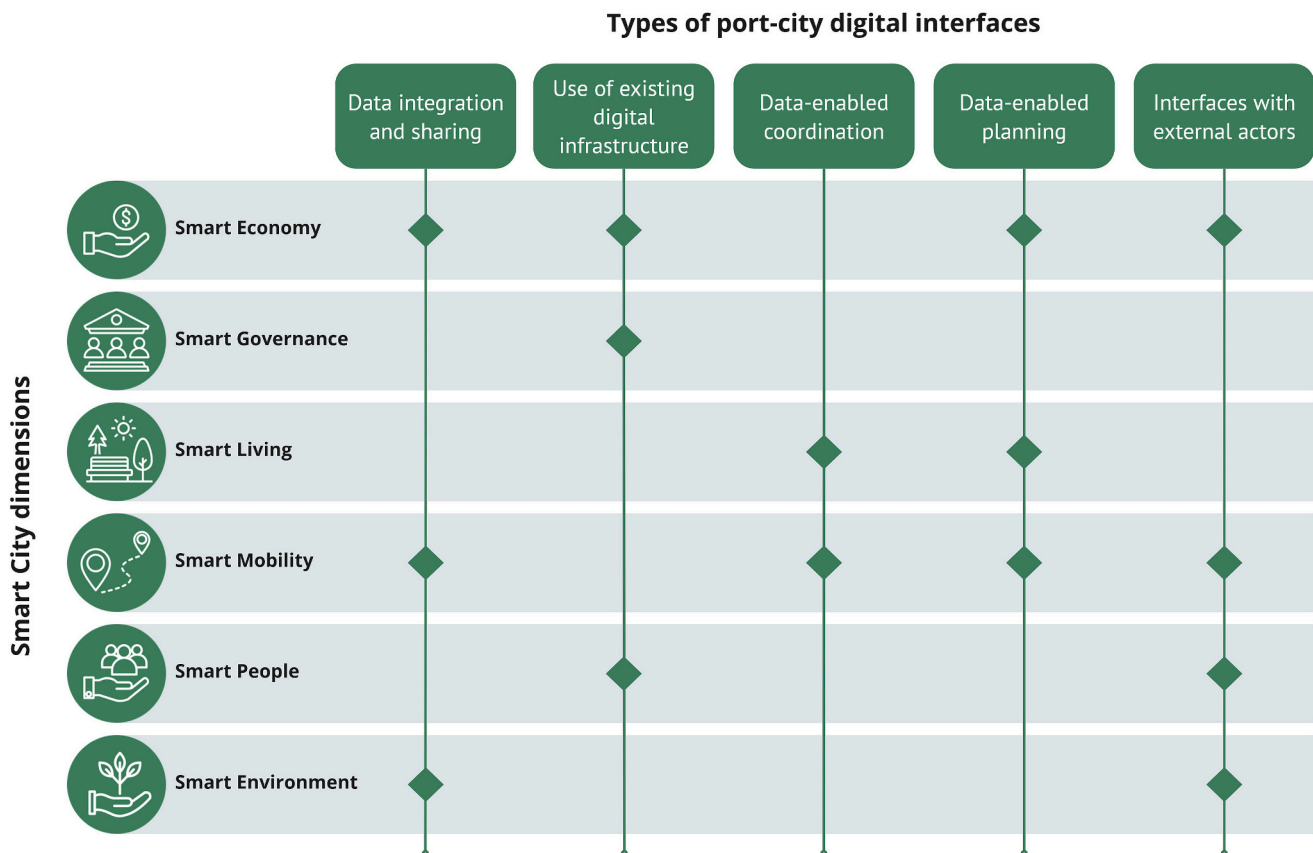 Types of port-city digital interfaces
Data integration
and sharing
Use of existing
digital
infrastructure
Data-enabled
coordination
Data-enabled
planning
Interfaces with
external actors
Smart City dimensions
$
Smart Economy
Smart Governance
Smart Living
Smart Mobility
Smart People
Smart Environment